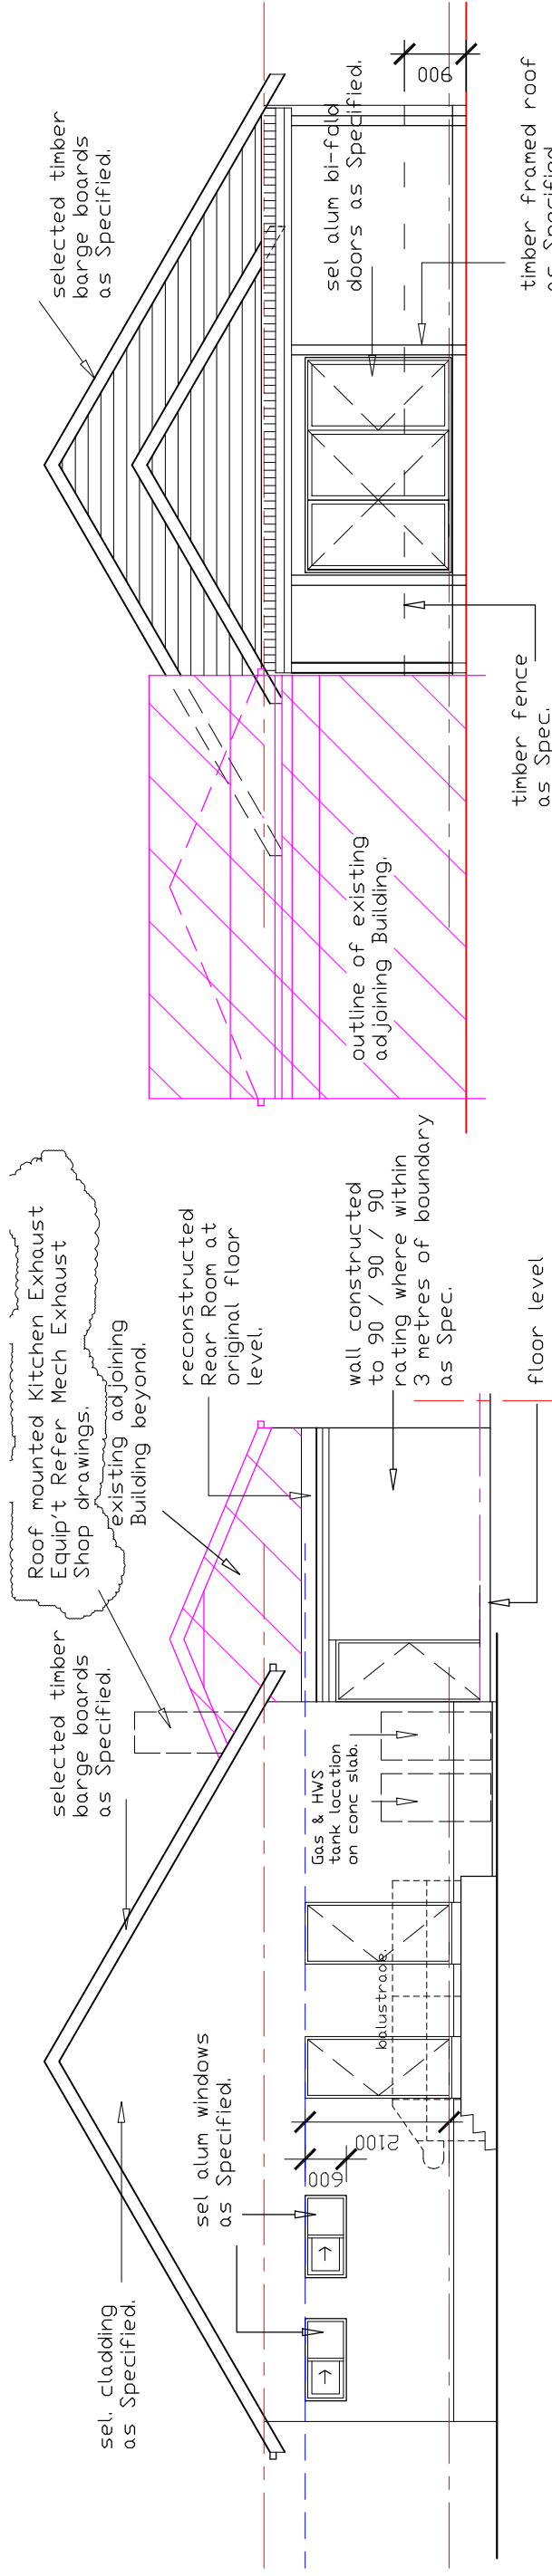 sel. cladding
as Specified.
sel alum windows
as Specified.
600
2100
balustrade.
selected timber
barge boards
as Specified.
Gas & HWS
tank location
on conc slab.
Roof mounted Kitchen Exhaust
Equip't Refer Mech Exhaust
Shop drawings.
existing adjoining
Building beyond.
reconstructed
Rear Room at
original floor
level.
wall constructed
to 90 / 90 / 90
rating where within
3 metres of boundary
as Spec.
floor level
outline of existing
adjoining Building.
timber fence
as Spec.
selected timber
barge boards
as Specified.
sel alum bi-fold
doors as Specified.
900
timber framed roof
as Specified